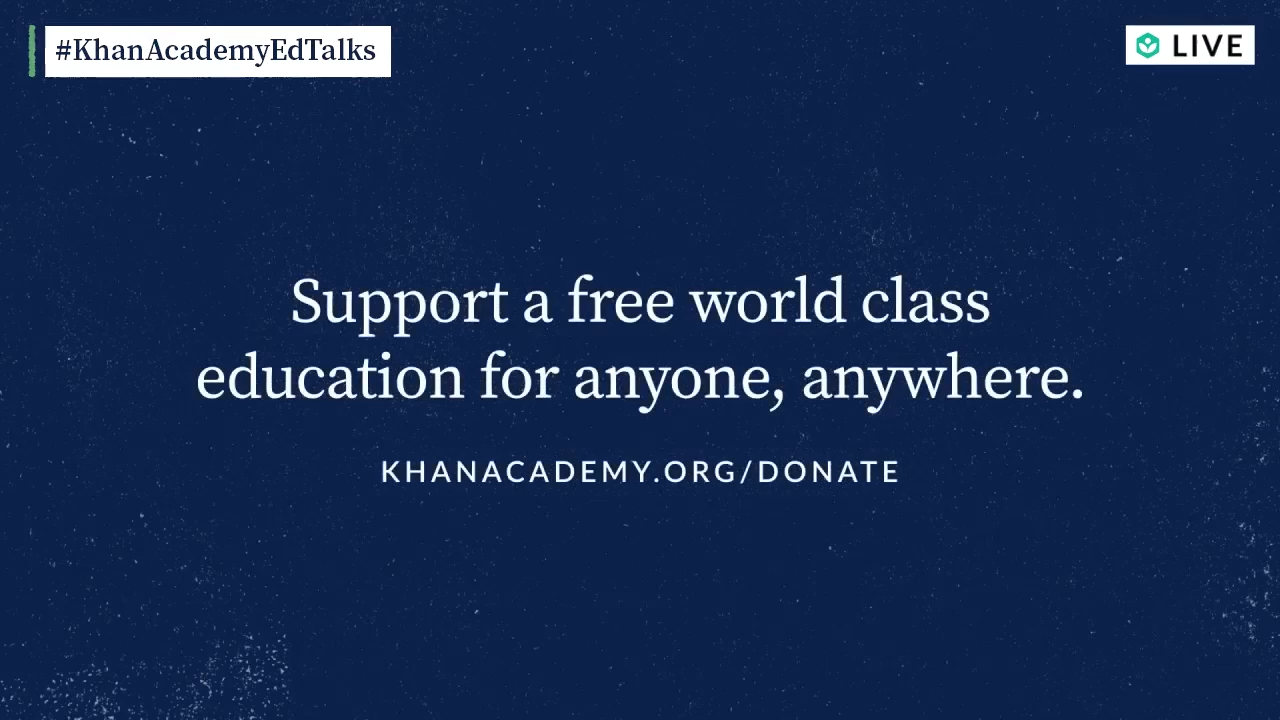 #KhanAcademyEdTalks
LIVE
Support a free world class
education for anyone, anywhere.
KHANACADEMY.ORG/DONATE